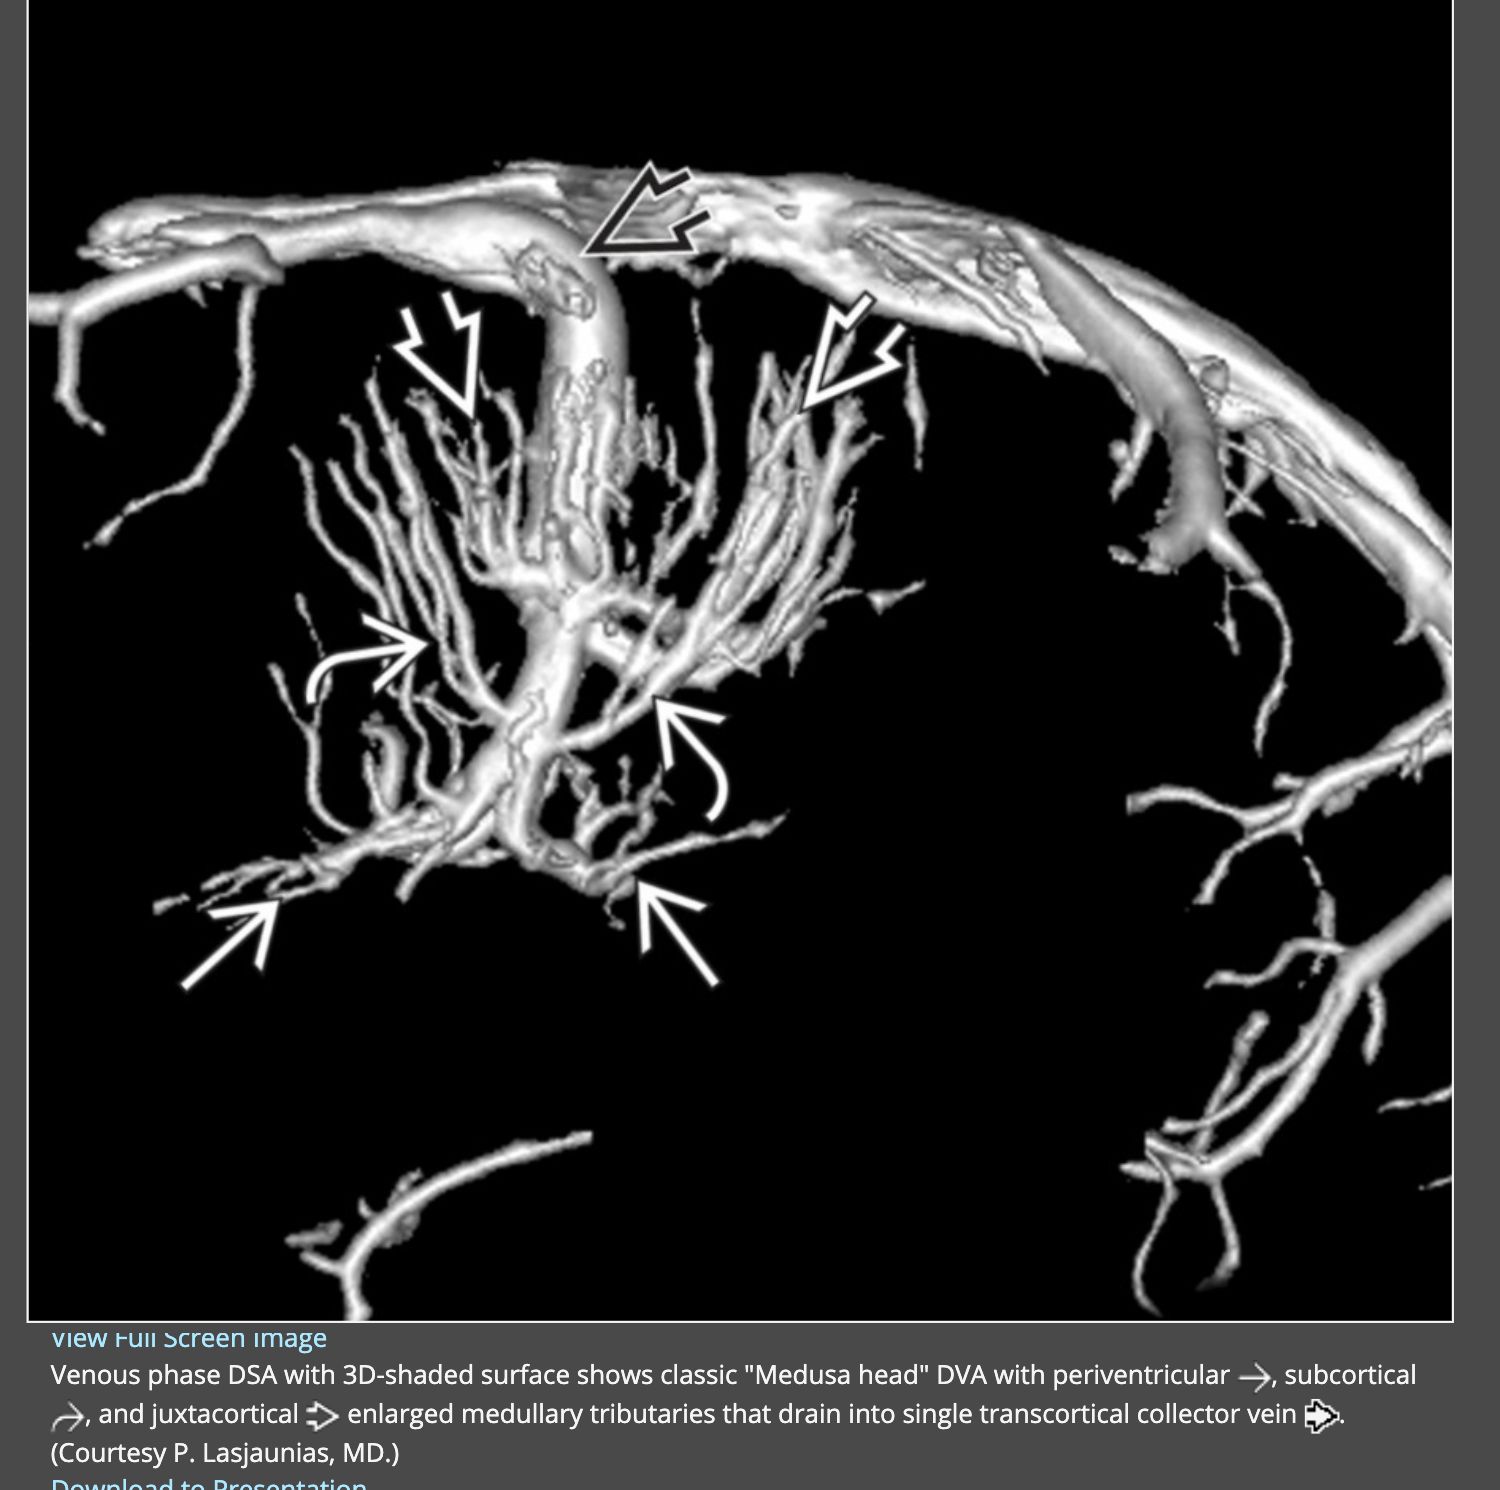 View Full Screen Image
Venous phase DSA with 3D-shaded surface shows classic "Medusa head" DVA with periventricular →, subcortical
↷, and juxtacortical ⇨ enlarged medullary tributaries that drain into single transcortical collector vein ⇨.
(Courtesy P. Lasjaunias, MD.)
Download to Presentation